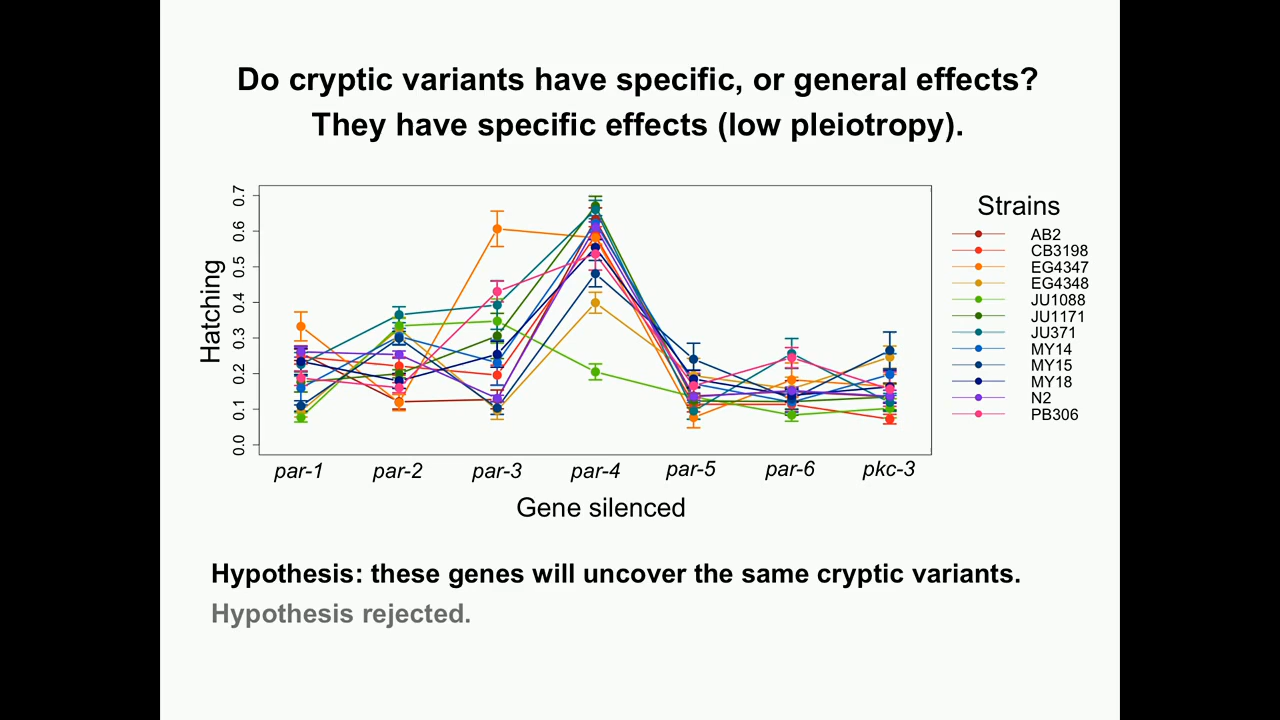 Do cryptic variants have specific, or general effects?
They have specific effects (low pleiotropy).
Hatching
0.7
0.6
0.5
0.4
0.3
0.2
0.1
0.0
par-1 par-2 par-3 par-4 par-5 par-6 pkc-3
Gene silenced
Strains
AB2
CB3198
EG4347
EG4348
JU1088
JU1171
JU371
MY14
MY15
MY18
N2
PB306
Hypothesis: these genes will uncover the same cryptic variants.
Hypothesis rejected.